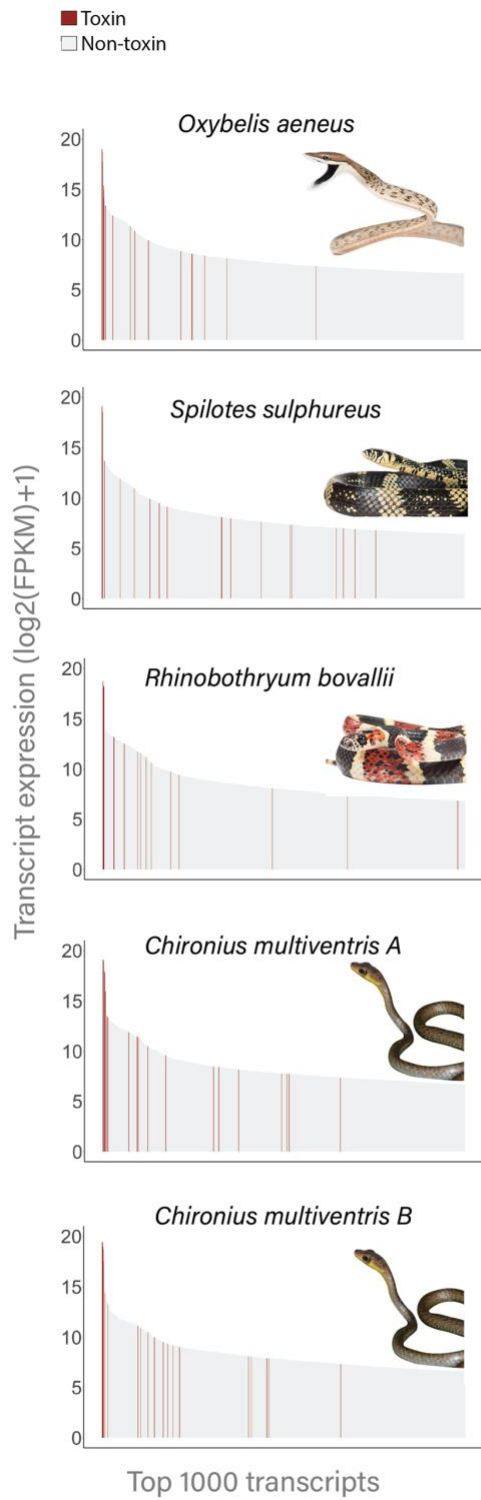 Toxin
Non-toxin
Oxybelis aeneus
20
15
10
5
0
Spilotes sulphureus
20
15
10
5
0
Transcript expression (log2(FPKM)+1)
Rhinobothryum bovallii
20
15
10
5
0
Chironius multiventris A
20
15
10
5
0
Chironius multiventris B
20
15
10
5
0
Top 1000 transcripts